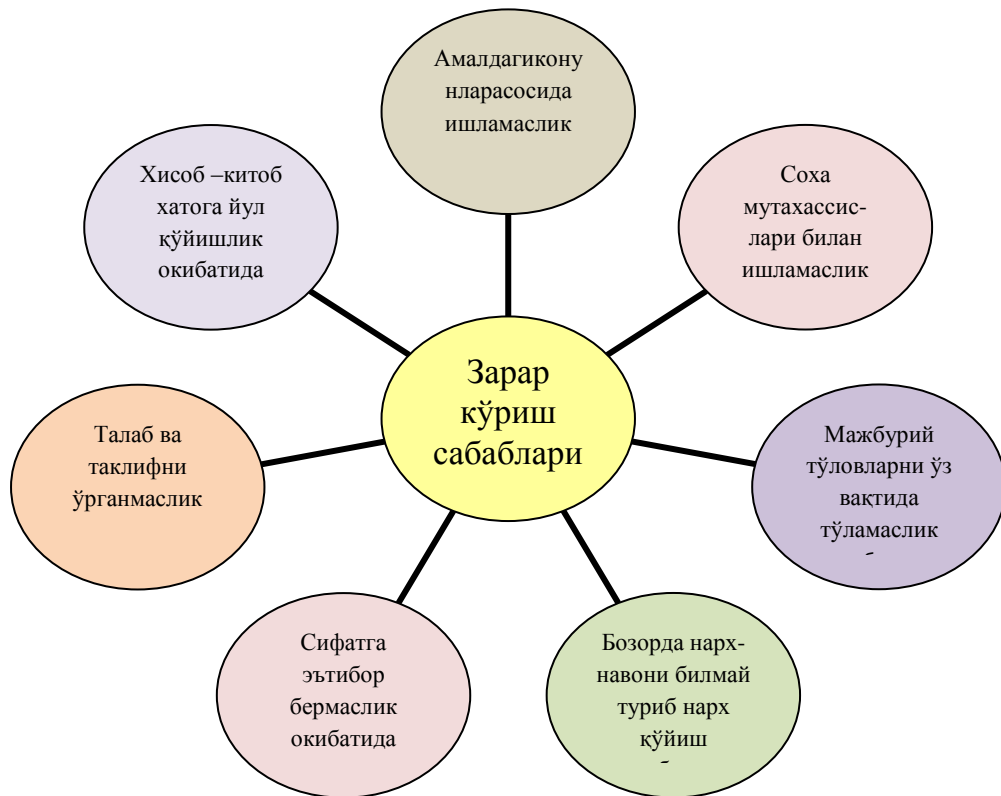 Амалдагикону
нларасосида
ишламаслик
Соха
мутахассис-
лари билан
ишламаслик
Мажбурий
тўловларни ўз
вақтида
тўламаслик
Бозорда нарх-
навони билмай
туриб нарх
қўйиш
Сифатга
эътибор
бермаслик
окибатида
Талаб ва
таклифни
ўрганмаслик
Хисоб –китоб
хатога йул
қўйишлик
окибатида
Зарар
кўриш
сабаблари